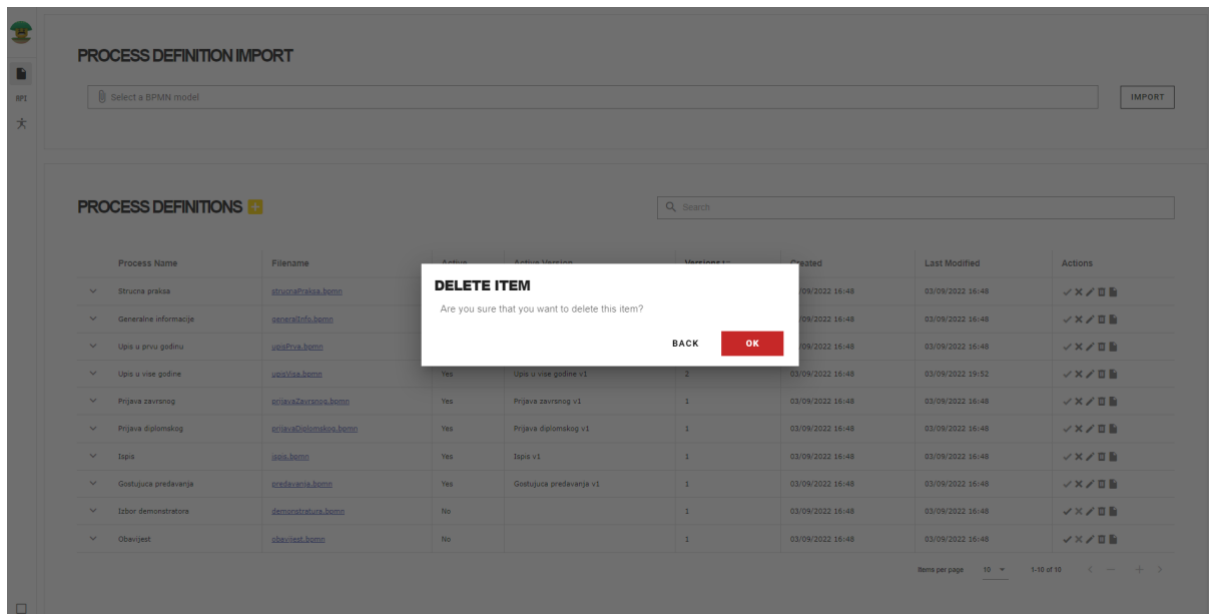 PROCESS DEFINITION IMPORT
Select a BPMN model
IMPORT
API
PROCESS DEFINITIONS +
Search
Process Name Filename Active Active Version Versions Created Last Modified Actions
Strucna praksa strucnaPraksa.bpmn /09/2022 16:48 03/09/2022 16:48
Generalne informacije generalInfo.bpmn /09/2022 16:48 03/09/2022 16:48
Upis u prvu godinu upisPrva.bpmn /09/2022 16:48 03/09/2022 16:48
Upis u vise godine upisVise.bpmn Yes Upis u vise godine v1 2 03/09/2022 16:48 03/09/2022 19:52
Prijava zavrsnog prijavaZavrsnog.bpmn Yes Prijava zavrsnog v1 1 03/09/2022 16:48 03/09/2022 16:48
Prijava diplomskog prijavaDiplomskog.bpmn Yes Prijava diplomskog v1 1 03/09/2022 16:48 03/09/2022 16:48
Ispis ispis.bpmn Yes Ispis v1 1 03/09/2022 16:48 03/09/2022 16:48
Gostujuca predavanja predavanja.bpmn Yes Gostujuca predavanja v1 1 03/09/2022 16:48 03/09/2022 16:48
Izbor demonstratora demonstratura.bpmn No 1 03/09/2022 16:48 03/09/2022 16:48
Obavijest obavijest.bpmn No 1 03/09/2022 16:48 03/09/2022 16:48
Items per page 10 1-10 of 10
DELETE ITEM
Are you sure that you want to delete this item?
BACK OK